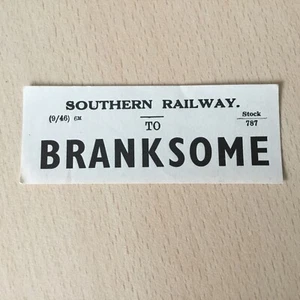 SOUTHERN RAILWAY.
(9/46) Stock
TO 787
BRANKSOME